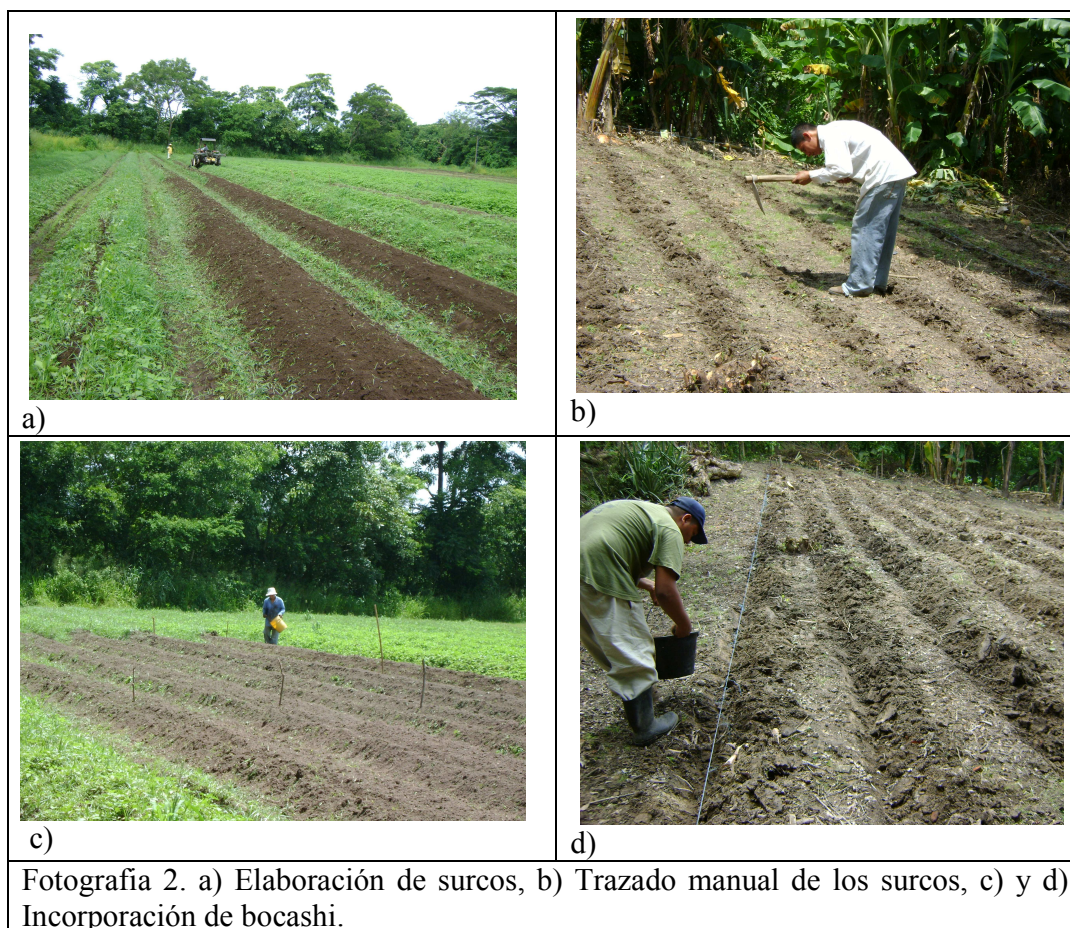 a)
b)
c)
d)
Fotografia 2. a) Elaboración de surcos, b) Trazado manual de los surcos, c) y d)
Incorporación de bocashi.